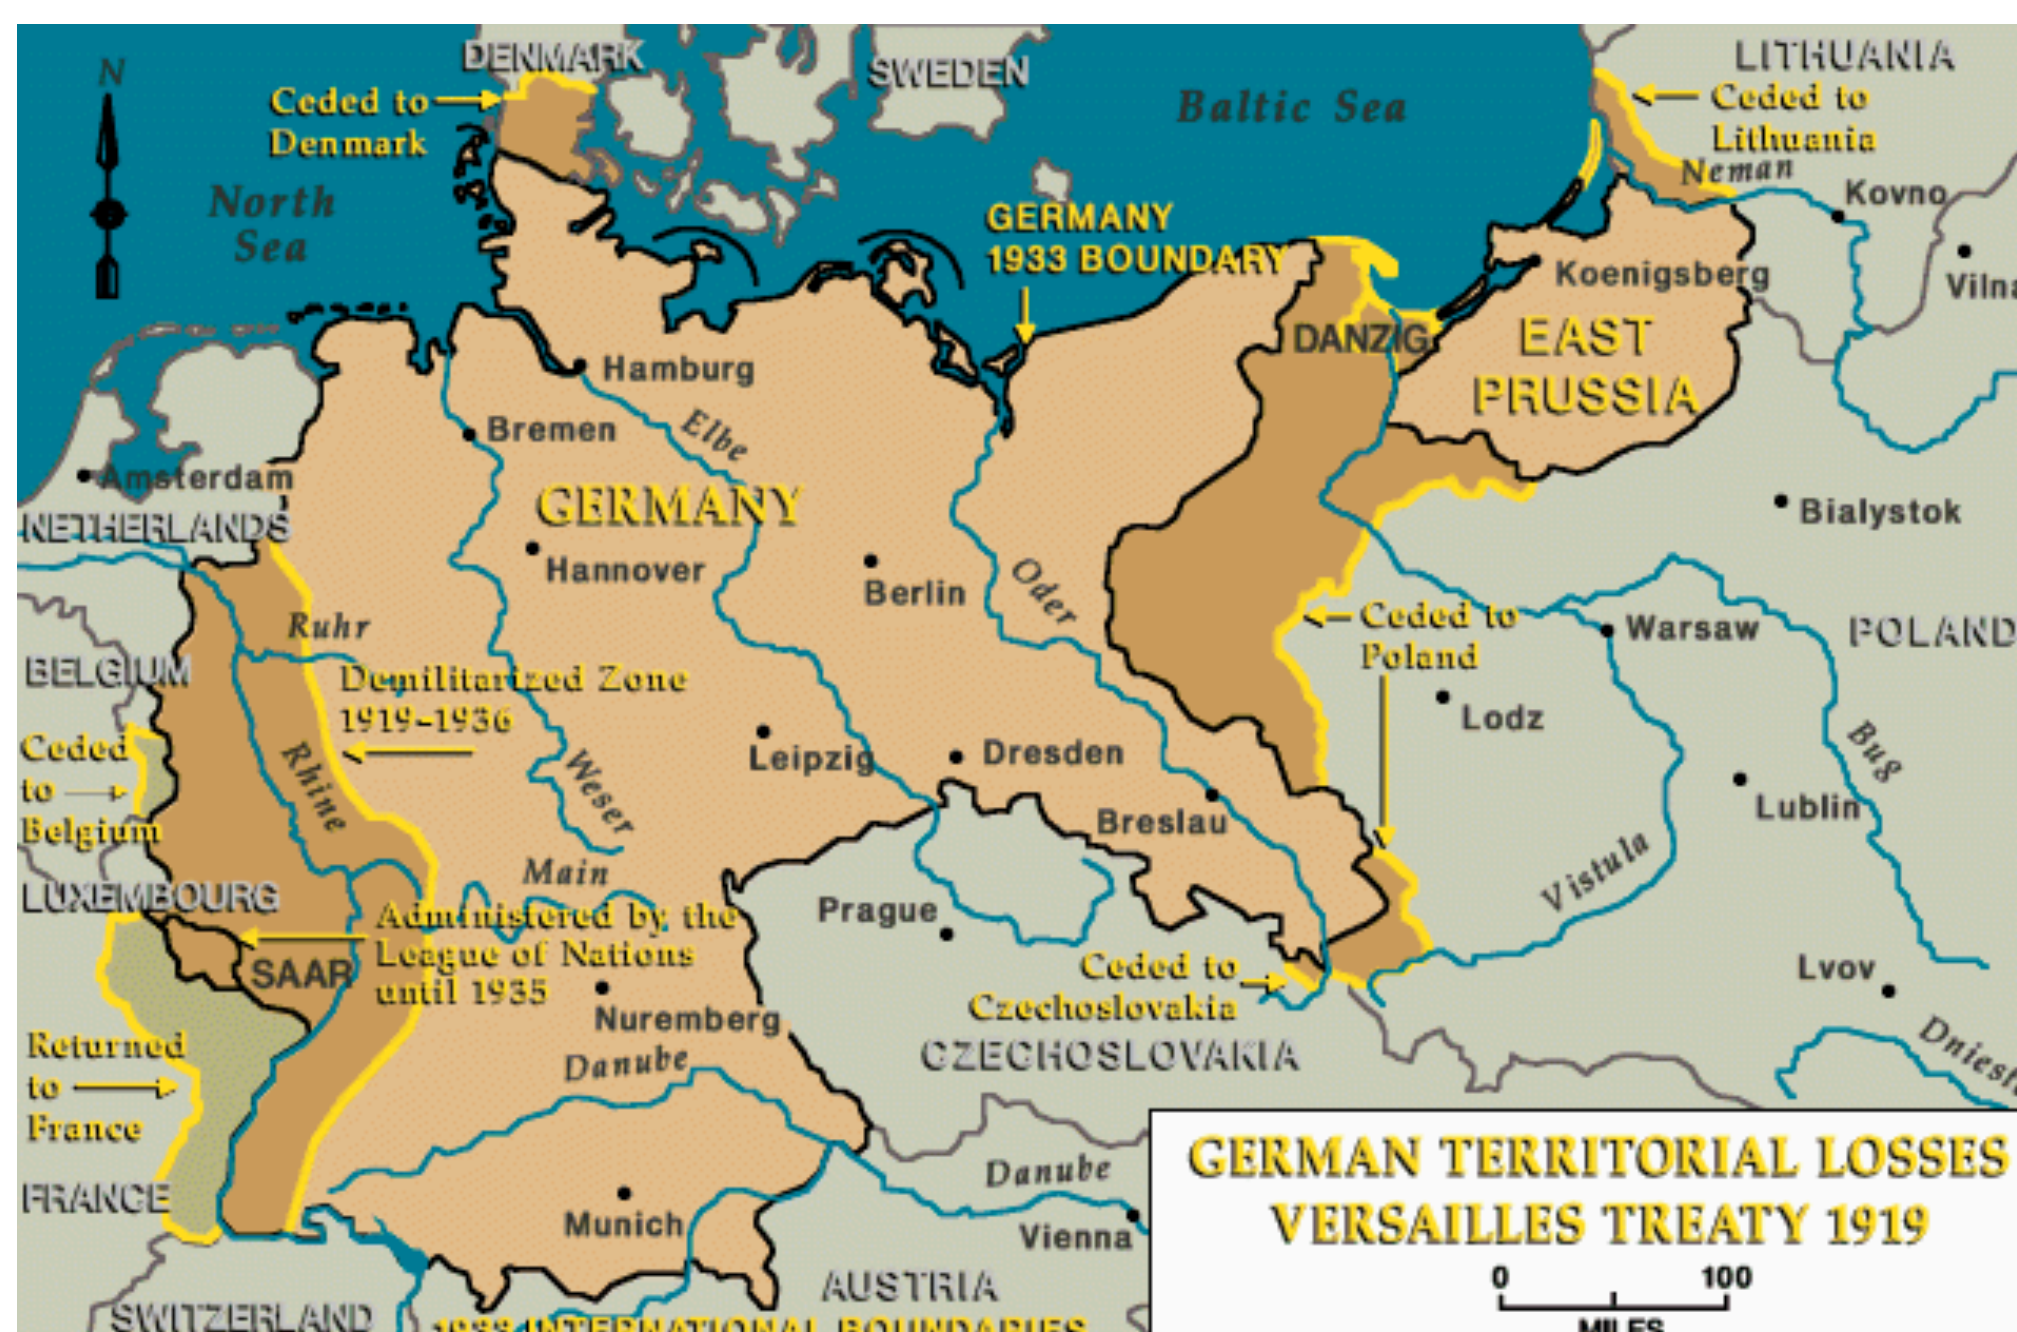 N
DENMARK
SWEDEN
LITHUANIA
Ceded to
Denmark
Baltic Sea
Ceded to
Lithuania
Neman
Kovno
North
Sea
GERMANY
1933 BOUNDARY
Koenigsberg
Vilna
DANZIG
EAST
PRUSSIA
Hamburg
Bremen
Elbe
Amsterdam
NETHERLANDS
GERMANY
Hannover
Berlin
Oder
Bialystok
Ruhr
Ceded to
Poland
Warsaw
POLAND
BELGIUM
Demilitarized Zone
1919-1936
Lodz
Ceded
to
Belgium
Rhine
Weser
Leipzig
Dresden
Breslau
Lublin
Bug
Vistula
LUXEMBOURG
Main
Prague
Administered by the
League of Nations
until 1935
SAAR
Nuremberg
Ceded to
Czechoslovakia
Lvov
CZECHOSLOVAKIA
Returned
to
France
Danube
FRANCE
Munich
Danube
Vienna
AUSTRIA
SWITZERLAND
1933 INTERNATIONAL BOUNDARIES
GERMAN TERRITORIAL LOSSES
VERSAILLES TREATY 1919
0 100
MILES